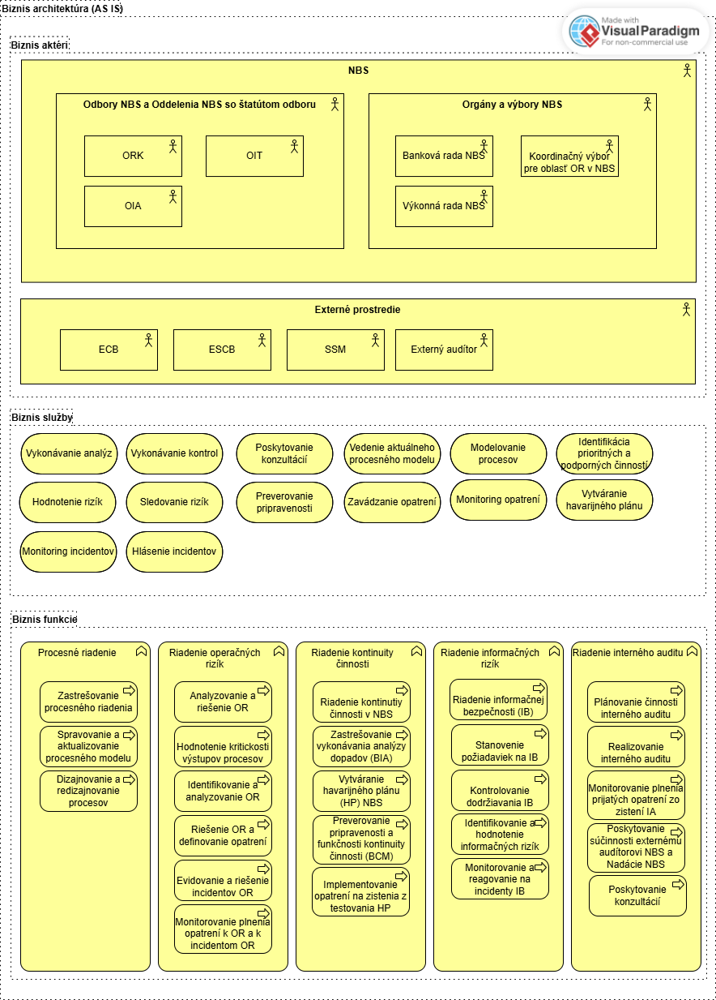 Biznis architektúra (AS IS)
Made with
VisualParadigm
For non-commercial use
Biznis aktéri
NBS
Odbory NBS a Oddelenia NBS so štatútom odboru
ORK
OIT
OIA
Orgány a výbory NBS
Banková rada NBS
Koordinačný výbor
pre oblasť OR v NBS
Výkonná rada NBS
Externé prostredie
ECB
ESCB
SSM
Externý audítor
Biznis služby
Vykonávanie analýz
Vykonávanie kontrol
Poskytovanie
konzultácií
Vedenie aktuálneho
procesného modelu
Modelovanie
procesov
Identifikácia
prioritných a
podporných činností
Hodnotenie rizík
Sledovanie rizík
Preverovanie
pripravenosti
Zavádzanie opatrení
Monitoring opatrení
Vytváranie
havarijného plánu
Monitoring incidentov
Hlásenie incidentov
Biznis funkcie
Procesné riadenie
Zastrešovanie
procesného riadenia
Spravovanie a
aktualizovanie
procesného modelu
Dizajnovanie a
redizajnovanie
procesov
Riadenie operačných
rizík
Analyzovanie a
riešenie OR
Hodnotenie kritickosti
výstupov procesov
Identifikovanie a
analyzovanie OR
Riešenie OR a
definovanie opatrení
Evidovanie a riešenie
incidentov OR
Monitorovanie plnenia
opatrení k OR a k
incidentom OR
Riadenie kontinuity
činnosti
Riadenie kontinutiy
činnosti v NBS
Zastrešovanie
vykonávania analýzy
dopadov (BIA)
Vytváranie
havarijného plánu
(HP) NBS
Preverovanie
pripravenosti a
funkčnosti kontinuity
činnosti (BCM)
Implementovanie
opatrení na zistenia z
testovania HP
Riadenie informačných
rizík
Riadenie informačnej
bezpečnosti (IB)
Stanovenie
požiadaviek na IB
Kontrolovanie
dodržiavania IB
Identifikovanie a
hodnotenie
informačných rizík
Monitorovanie a
reagovanie na
incidenty IB
Riadenie interného auditu
Plánovanie činnosti
interného auditu
Realizovanie
interného auditu
Monitorovanie plnenia
prijatých opatrení zo
zistení IA
Poskytovanie
súčinnosti externému
audítorovi NBS a
Nadácie NBS
Poskytovanie
konzultácií